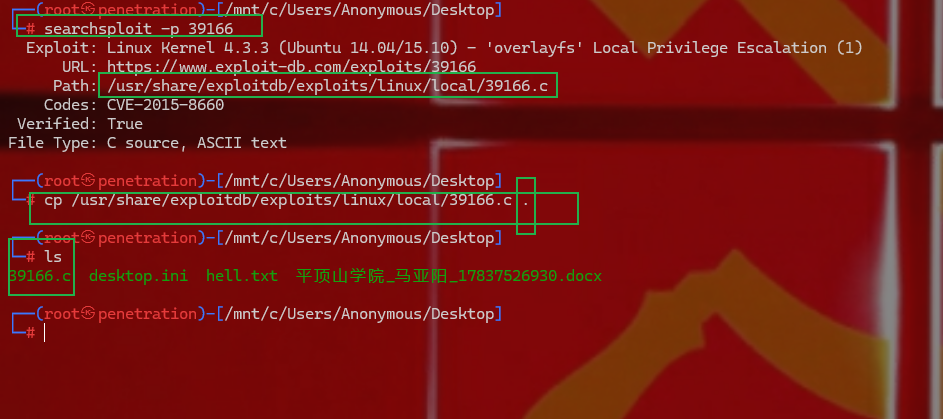 ┌──(root㉿penetration)-[/mnt/c/Users/Anonymous/Desktop]
└─# searchsploit -p 39166
Exploit: Linux Kernel 4.3.3 (Ubuntu 14.04/15.10) - 'overlayfs' Local Privilege Escalation (1)
URL: https://www.exploit-db.com/exploits/39166
Path: /usr/share/exploitdb/exploits/linux/local/39166.c
Codes: CVE-2015-8660
Verified: True
File Type: C source, ASCII text
┌──(root㉿penetration)-[/mnt/c/Users/Anonymous/Desktop]
└─# cp /usr/share/exploitdb/exploits/linux/local/39166.c .
┌──(root㉿penetration)-[/mnt/c/Users/Anonymous/Desktop]
└─# ls
39166.c desktop.ini hell.txt 平顶山学院_马亚阳_17837526930.docx
┌──(root㉿penetration)-[/mnt/c/Users/Anonymous/Desktop]
└─#